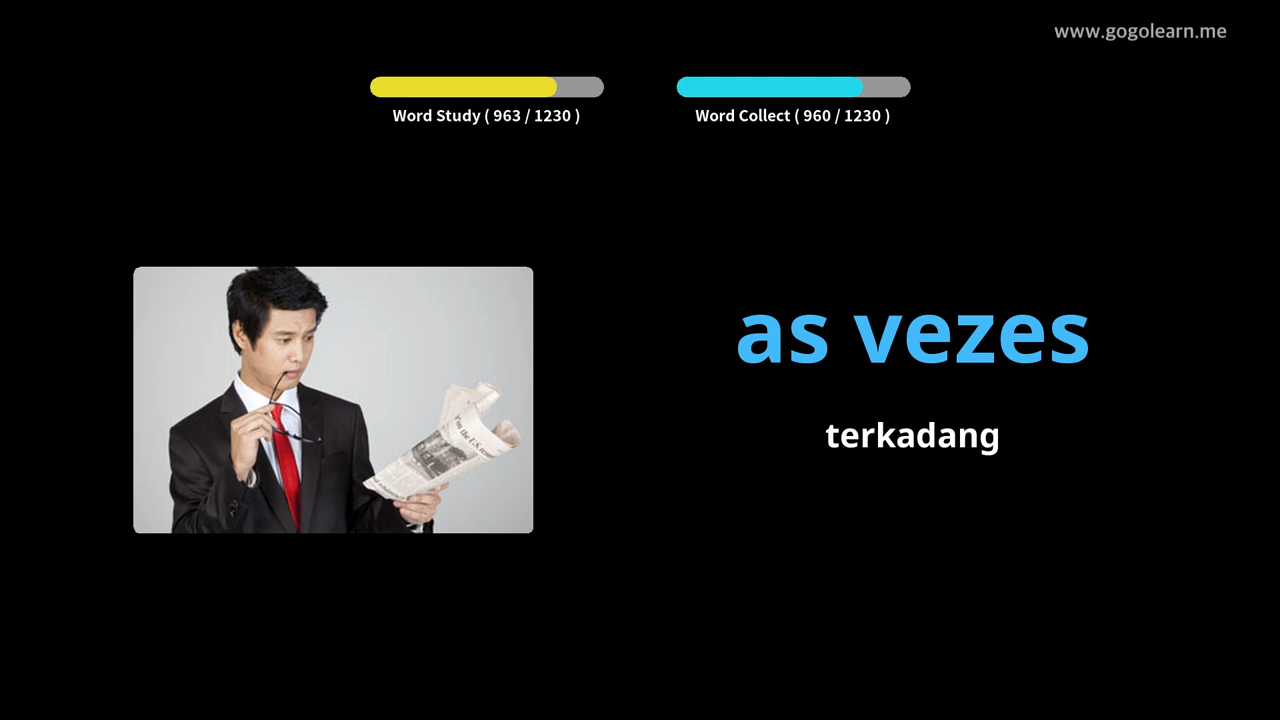 www.gogolearn.me
Word Study ( 963 / 1230 )
Word Collect ( 960 / 1230 )
as vezes
terkadang